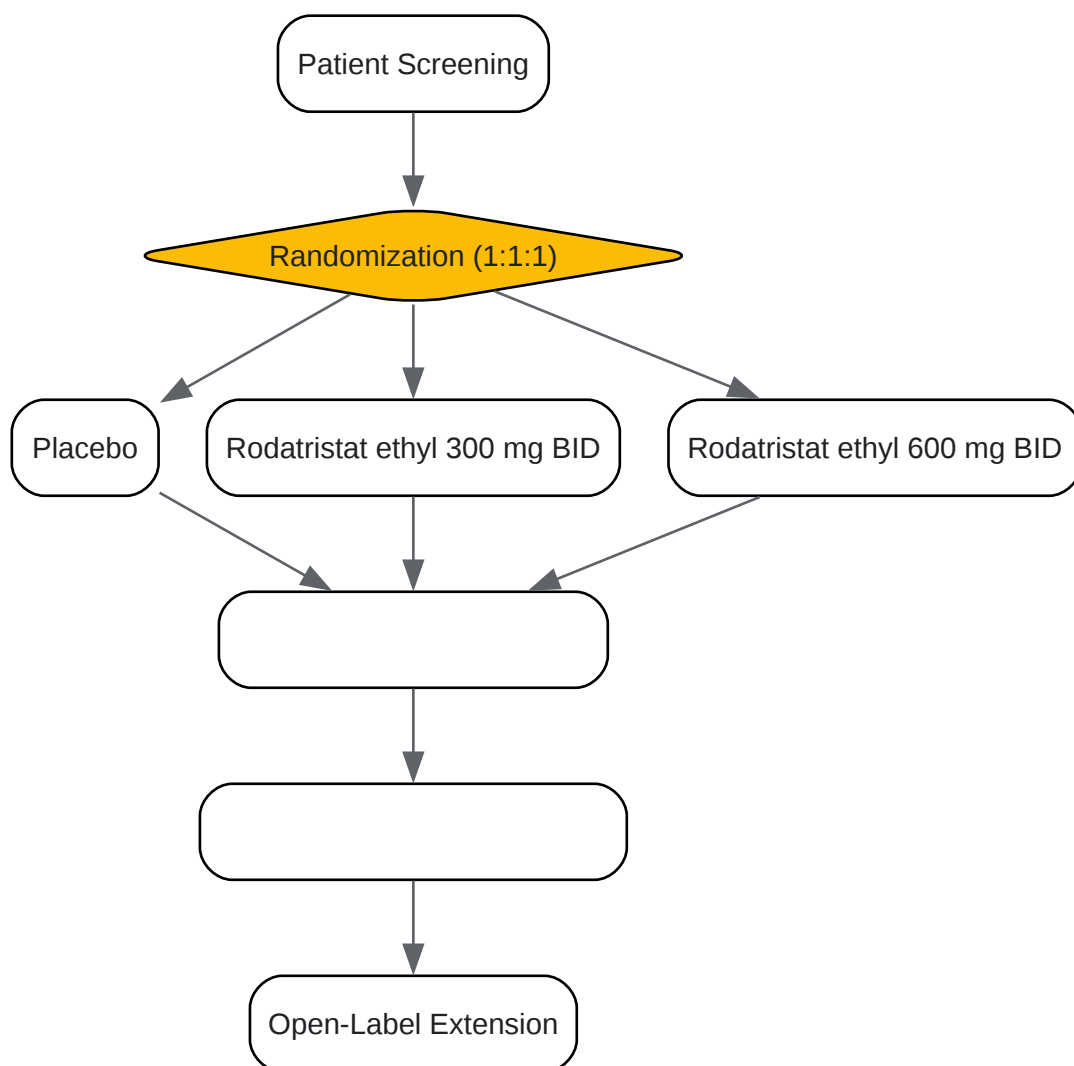 Patient Screening
Randomization (1:1:1)
Placebo
Rodatristat ethyl 300 mg BID
Rodatristat ethyl 600 mg BID
Open-Label Extension